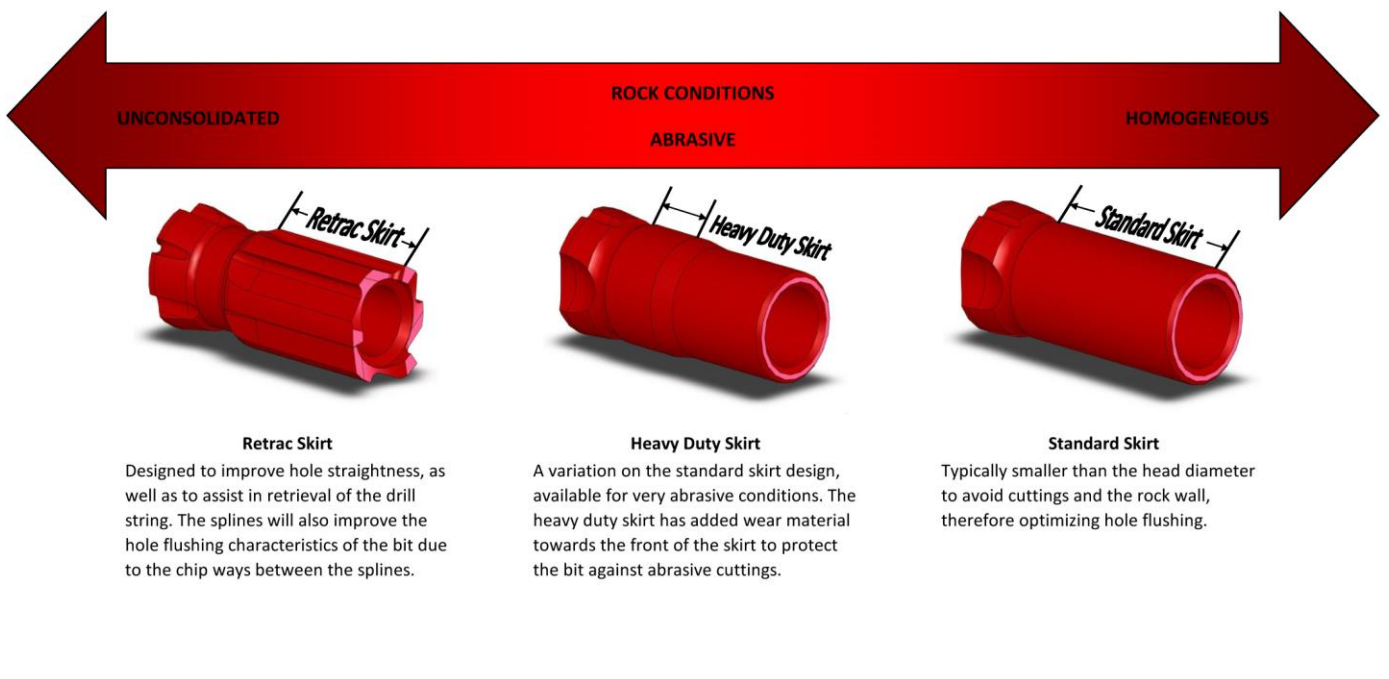 ROCK CONDITIONS
UNCONSOLIDATED
HOMOGENEOUS
ABRASIVE
Retrac Skirt
Heavy Duty Skirt
Standard Skirt
Retrac Skirt
Designed to improve hole straightness, as
well as to assist in retrieval of the drill
string. The splines will also improve the
hole flushing characteristics of the bit due
to the chip ways between the splines.
Heavy Duty Skirt
A variation on the standard skirt design,
available for very abrasive conditions. The
heavy duty skirt has added wear material
towards the front of the skirt to protect
the bit against abrasive cuttings.
Standard Skirt
Typically smaller than the head diameter
to avoid cuttings and the rock wall,
therefore optimizing hole flushing.